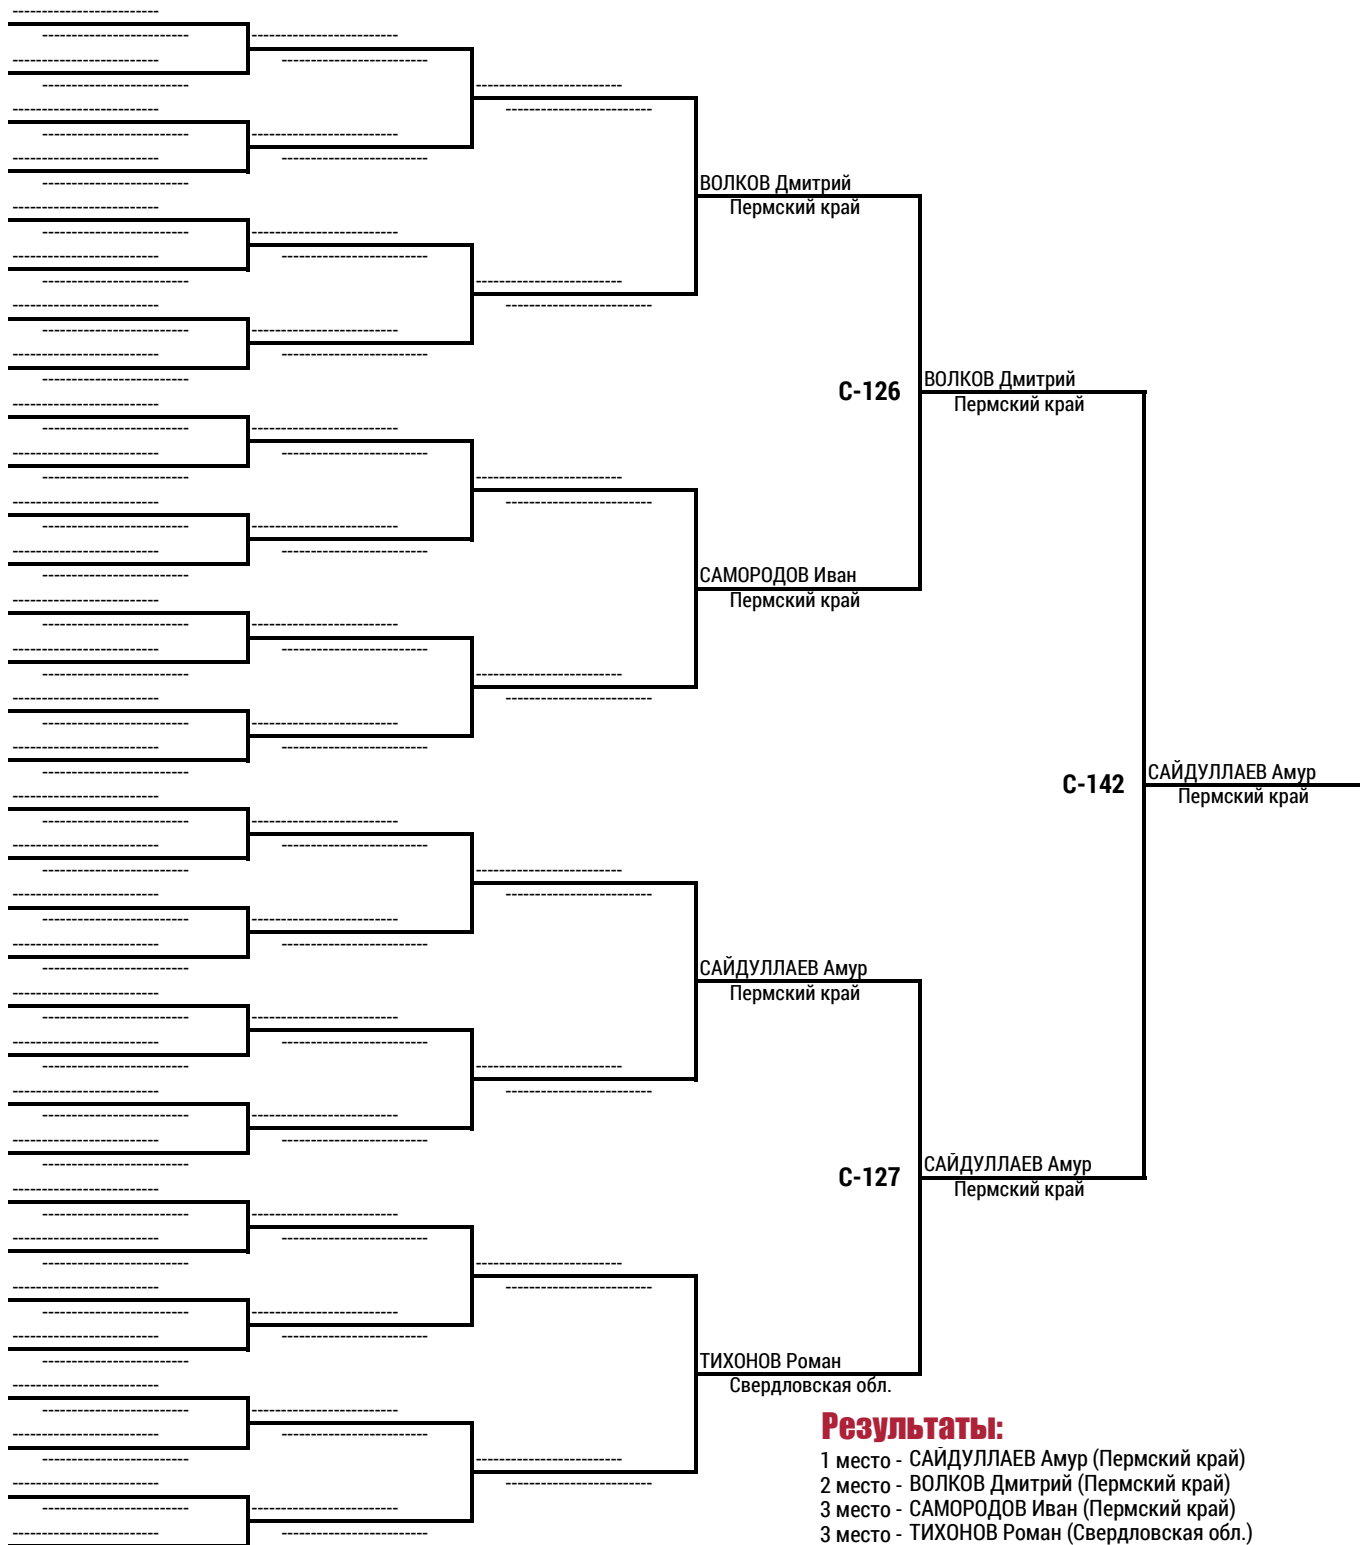 ВОЛКОВ Дмитрий
Пермский край
С-126
ВОЛКОВ Дмитрий
Пермский край
САМОРОДОВ Иван
Пермский край
С-142
САЙДУЛЛАЕВ Амур
Пермский край
САЙДУЛЛАЕВ Амур
Пермский край
С-127
САЙДУЛЛАЕВ Амур
Пермский край
ТИХОНОВ Роман
Свердловская обл.
Результаты:
1 место - САЙДУЛЛАЕВ Амур (Пермский край)
2 место - ВОЛКОВ Дмитрий (Пермский край)
3 место - САМОРОДОВ Иван (Пермский край)
3 место - ТИХОНОВ Роман (Свердловская обл.)